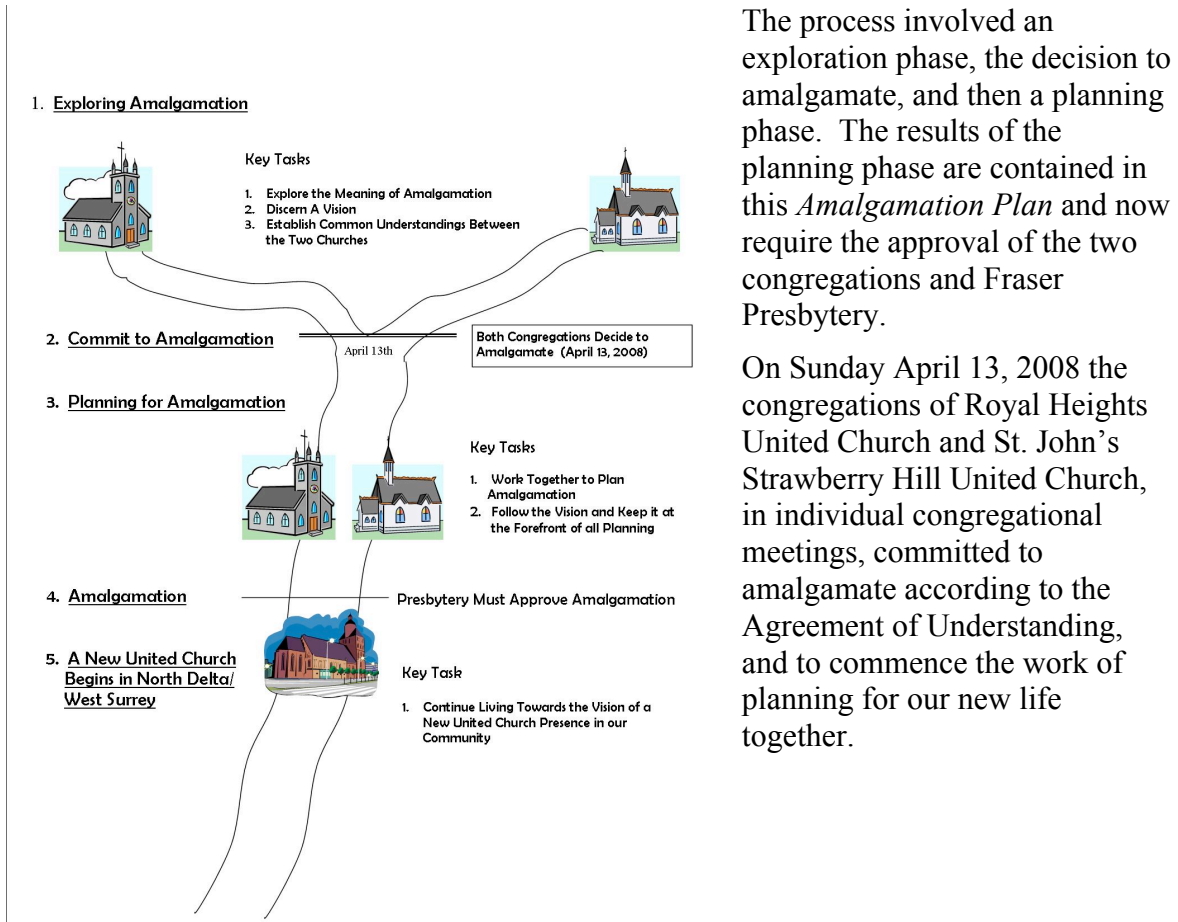 1. Exploring Amalgamation
Key Tasks
1. Explore the Meaning of Amalgamation
2. Discern A Vision
3. Establish Common Understandings Between
the Two Churches
2. Commit to Amalgamation
April 13th
Both Congregations Decide to
Amalgamate (April 13, 2008)
3. Planning for Amalgamation
Key Tasks
1. Work Together to Plan
Amalgamation
2. Follow the Vision and Keep it at
the Forefront of all Planning
4. Amalgamation
Presbytery Must Approve Amalgamation
5. A New United Church
Begins in North Delta/
West Surrey
Key Task
1. Continue Living Towards the Vision of a
New United Church Presence in our
Community
The process involved an
exploration phase, the decision to
amalgamate, and then a planning
phase. The results of the
planning phase are contained in
this Amalgamation Plan and now
require the approval of the two
congregations and Fraser
Presbytery.
On Sunday April 13, 2008 the
congregations of Royal Heights
United Church and St. John’s
Strawberry Hill United Church,
in individual congregational
meetings, committed to
amalgamate according to the
Agreement of Understanding,
and to commence the work of
planning for our new life
together.